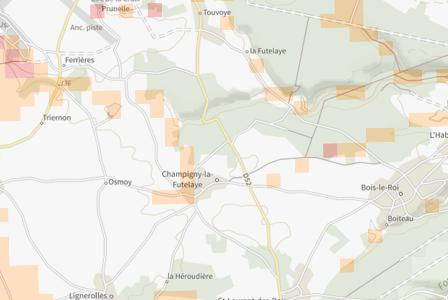 Prunelle
Touvoye
Anc. piste
la Futelaye
Ferrières
Triernon
Champigny-la-
Futelaye
D52
Osmoy
Bois-le-Roi
Boiteau
la Héroudière
Lignerolles